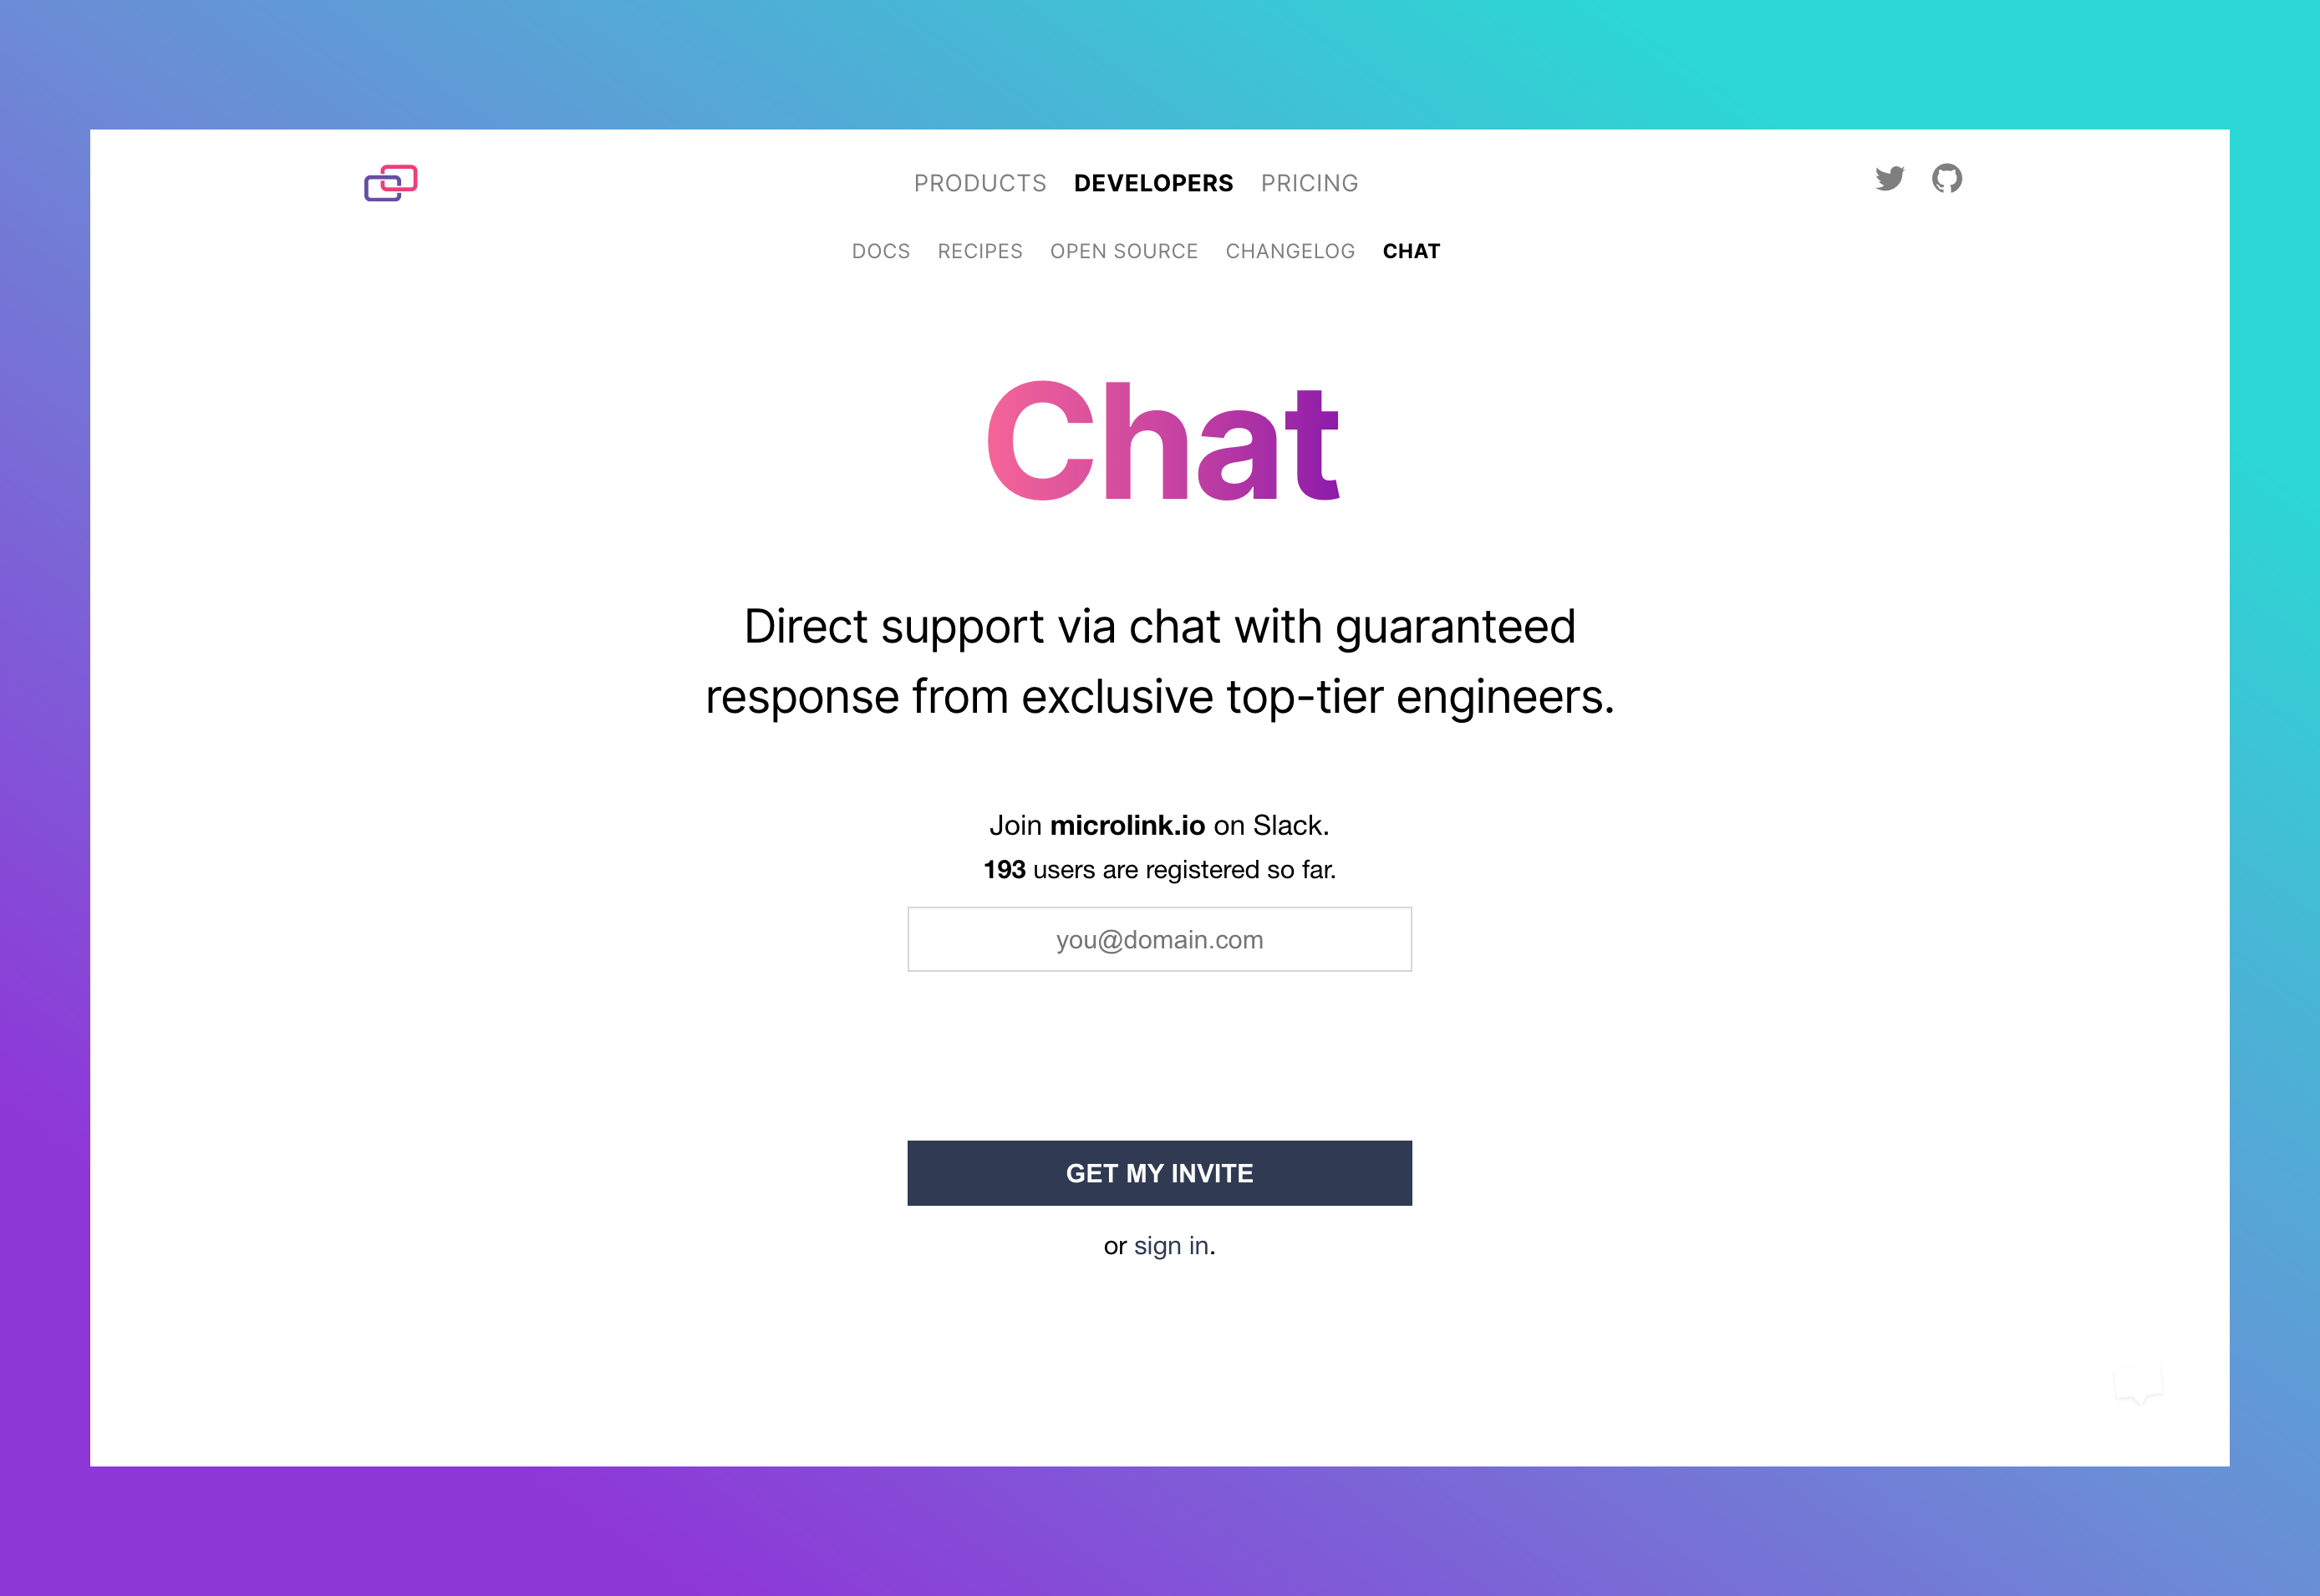 PRODUCTS DEVELOPERS PRICING
DOCS RECIPES OPEN SOURCE CHANGELOG CHAT
Chat
Direct support via chat with guaranteed
response from exclusive top-tier engineers.
Join microlink.io on Slack.
193 users are registered so far.
you@domain.com
GET MY INVITE
or sign in.